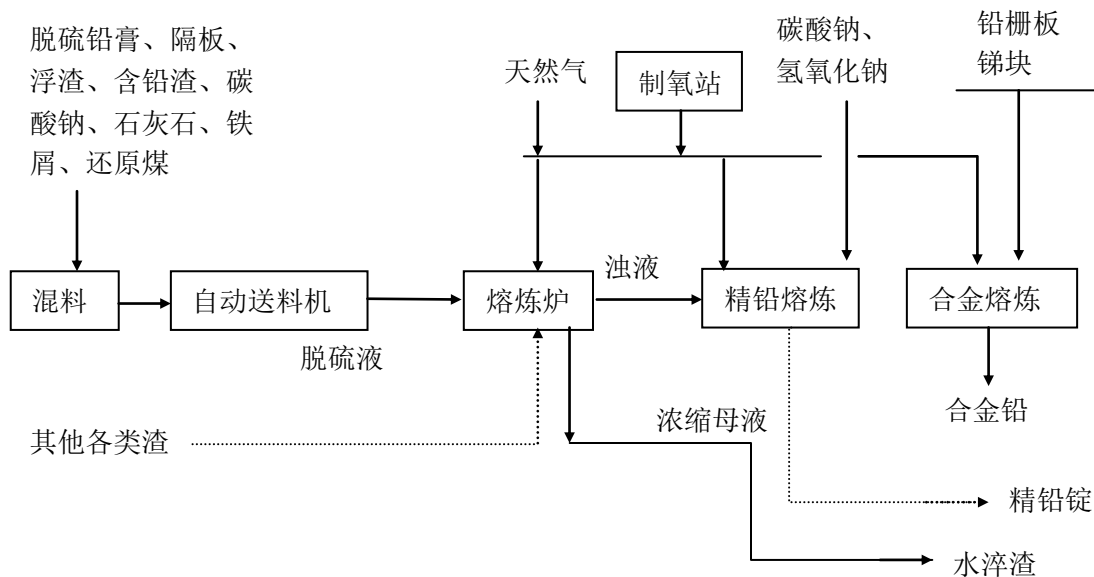 脱硫铅膏、隔板、
浮渣、含铅渣、碳
酸钠、石灰石、铁
屑、还原煤
天然气
制氧站
碳酸钠、
氢氧化钠
铅栅板
锑块
混料
自动送料机
脱硫液
熔炼炉
浊液
精铅熔炼
合金熔炼
合金铅
其他各类渣
浓缩母液
精铅锭
水淬渣